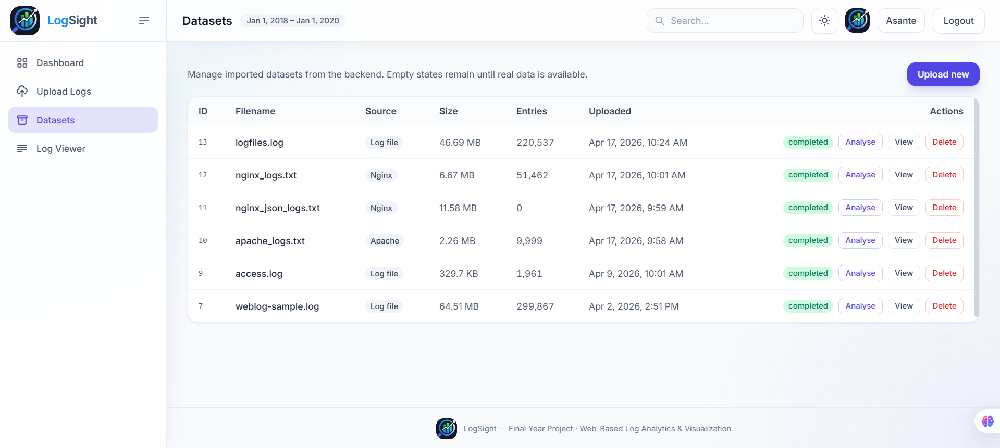 LogSight
Datasets Jan 1, 2018 – Jan 1, 2020 Search... Asante Logout
Dashboard
Upload Logs
Datasets
Log Viewer
Manage imported datasets from the backend. Empty states remain until real data is available. Upload new
ID Filename Source Size Entries Uploaded Actions
13 logfiles.log Log file 46.69 MB 220,537 Apr 17, 2026, 10:24 AM completed Analyse View Delete
12 nginx_logs.txt Nginx 6.67 MB 51,462 Apr 17, 2026, 10:01 AM completed Analyse View Delete
11 nginx_json_logs.txt Nginx 11.58 MB 0 Apr 17, 2026, 9:59 AM completed Analyse View Delete
10 apache_logs.txt Apache 2.26 MB 9,999 Apr 17, 2026, 9:58 AM completed Analyse View Delete
9 access.log Log file 329.7 KB 1,961 Apr 9, 2026, 10:01 AM completed Analyse View Delete
7 weblog-sample.log Log file 64.51 MB 299,867 Apr 2, 2026, 2:51 PM completed Analyse View Delete
LogSight — Final Year Project · Web-Based Log Analytics & Visualization